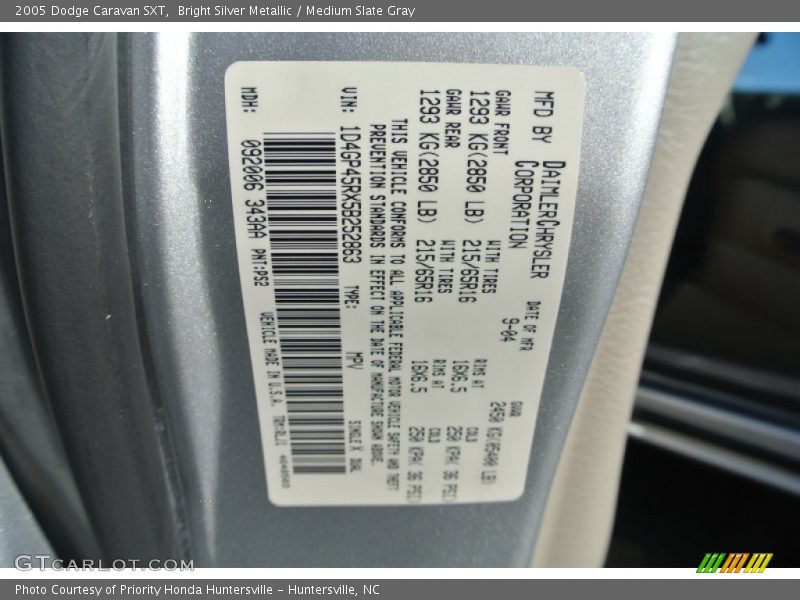 2005 Dodge Caravan SXT, Bright Silver Metallic / Medium Slate Gray
MFD BY DAIMLERCHRYSLER CORPORATION
DATE OF MFR 9-04
GVWR 2450 KG(05400 LB)
GAWR FRONT WITH TIRES RIMS AT COLD
1293 KG(2850 LB) 215/65R16 16X6.5 250 KPA( 36 PSI)
GAWR REAR WITH TIRES RIMS AT COLD
1293 KG(2850 LB) 215/65R16 16X6.5 250 KPA( 36 PSI)
THIS VEHICLE CONFORMS TO ALL APPLICABLE FEDERAL MOTOR VEHICLE SAFETY AND THEFT
PREVENTION STANDARDS IN EFFECT ON THE DATE OF MANUFACTURE SHOWN ABOVE.
VIN: 1D4GP45RX5B252863 TYPE: MPV SINGLE X DUAL
MDH: 092006 343AA PNT:PS2 VEHICLE MADE IN U.S.A.
GTCarLot.com
Photo Courtesy of Priority Honda Huntersville - Huntersville, NC